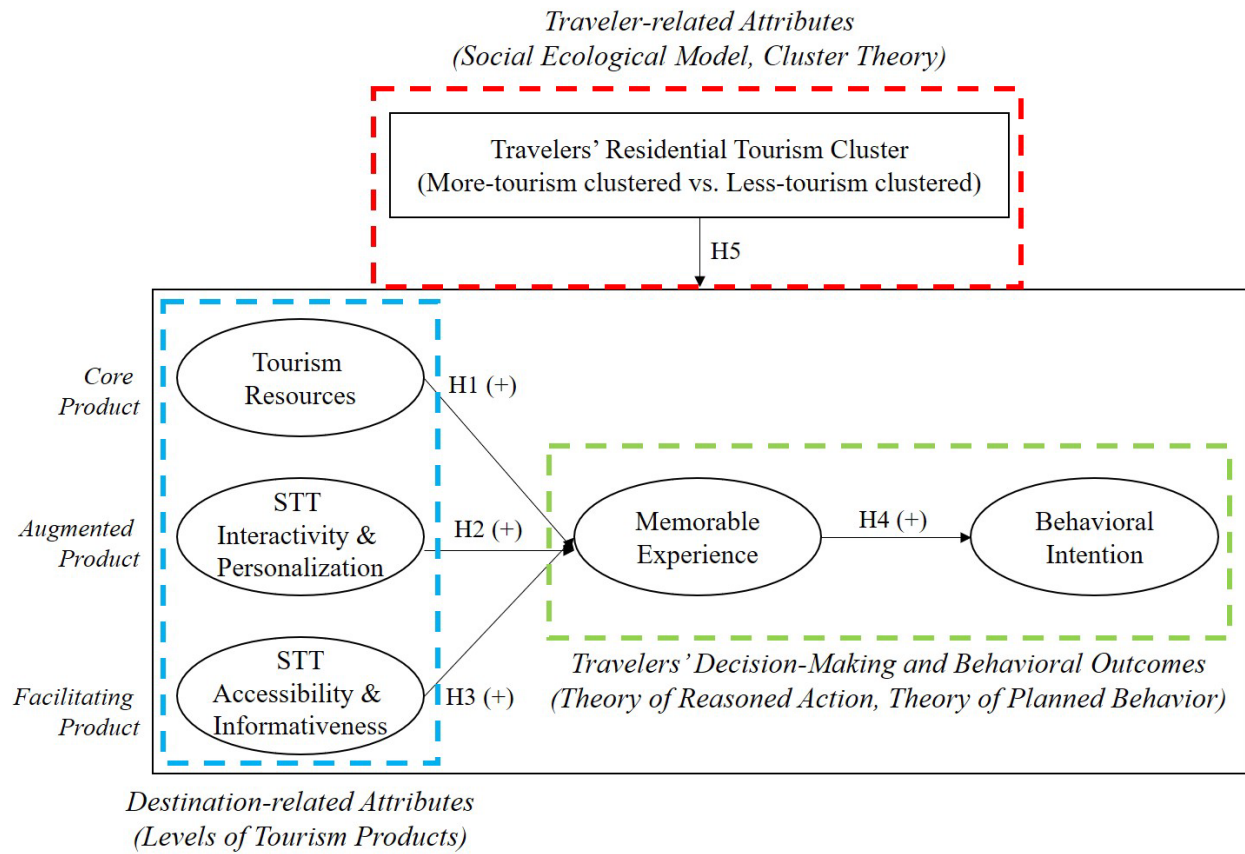 Traveler-related Attributes
(Social Ecological Model, Cluster Theory)
Travelers’ Residential Tourism Cluster
(More-tourism clustered vs. Less-tourism clustered)
H5
Core
Product
Tourism
Resources
H1 (+)
Augmented
Product
STT
Interactivity &
Personalization
H2 (+)
Memorable
Experience
H4 (+)
Behavioral
Intention
Facilitating
Product
STT
Accessibility &
Informativeness
H3 (+)
Travelers’ Decision-Making and Behavioral Outcomes
(Theory of Reasoned Action, Theory of Planned Behavior)
Destination-related Attributes
(Levels of Tourism Products)